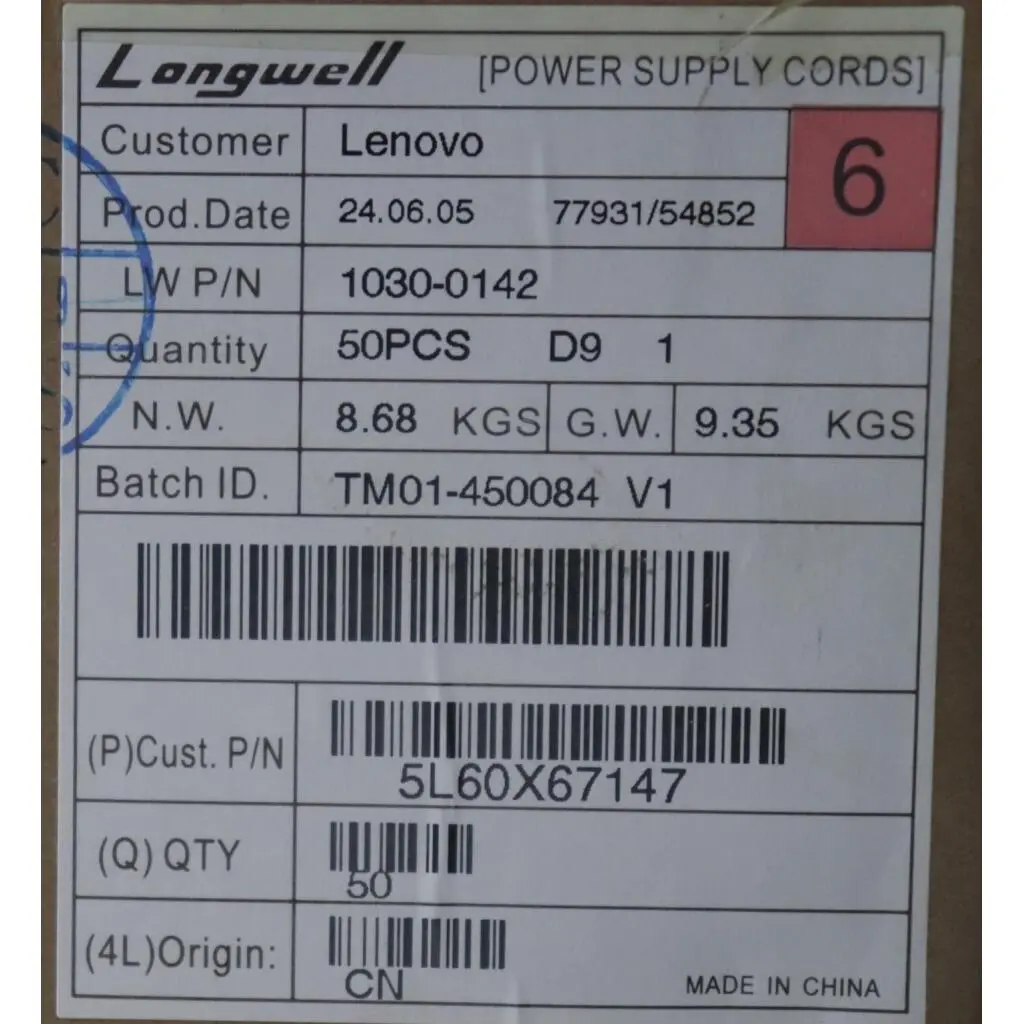 Longwell [POWER SUPPLY CORDS]
Customer Lenovo 6
Prod.Date 24.06.05 77931/54852
LW P/N 1030-0142
Quantity 50PCS D9 1
N.W. 8.68 KGS G.W. 9.35 KGS
Batch ID. TM01-450084 V1
(P)Cust. P/N 5L60X67147
(Q) QTY 50
(4L)Origin: CN MADE IN CHINA